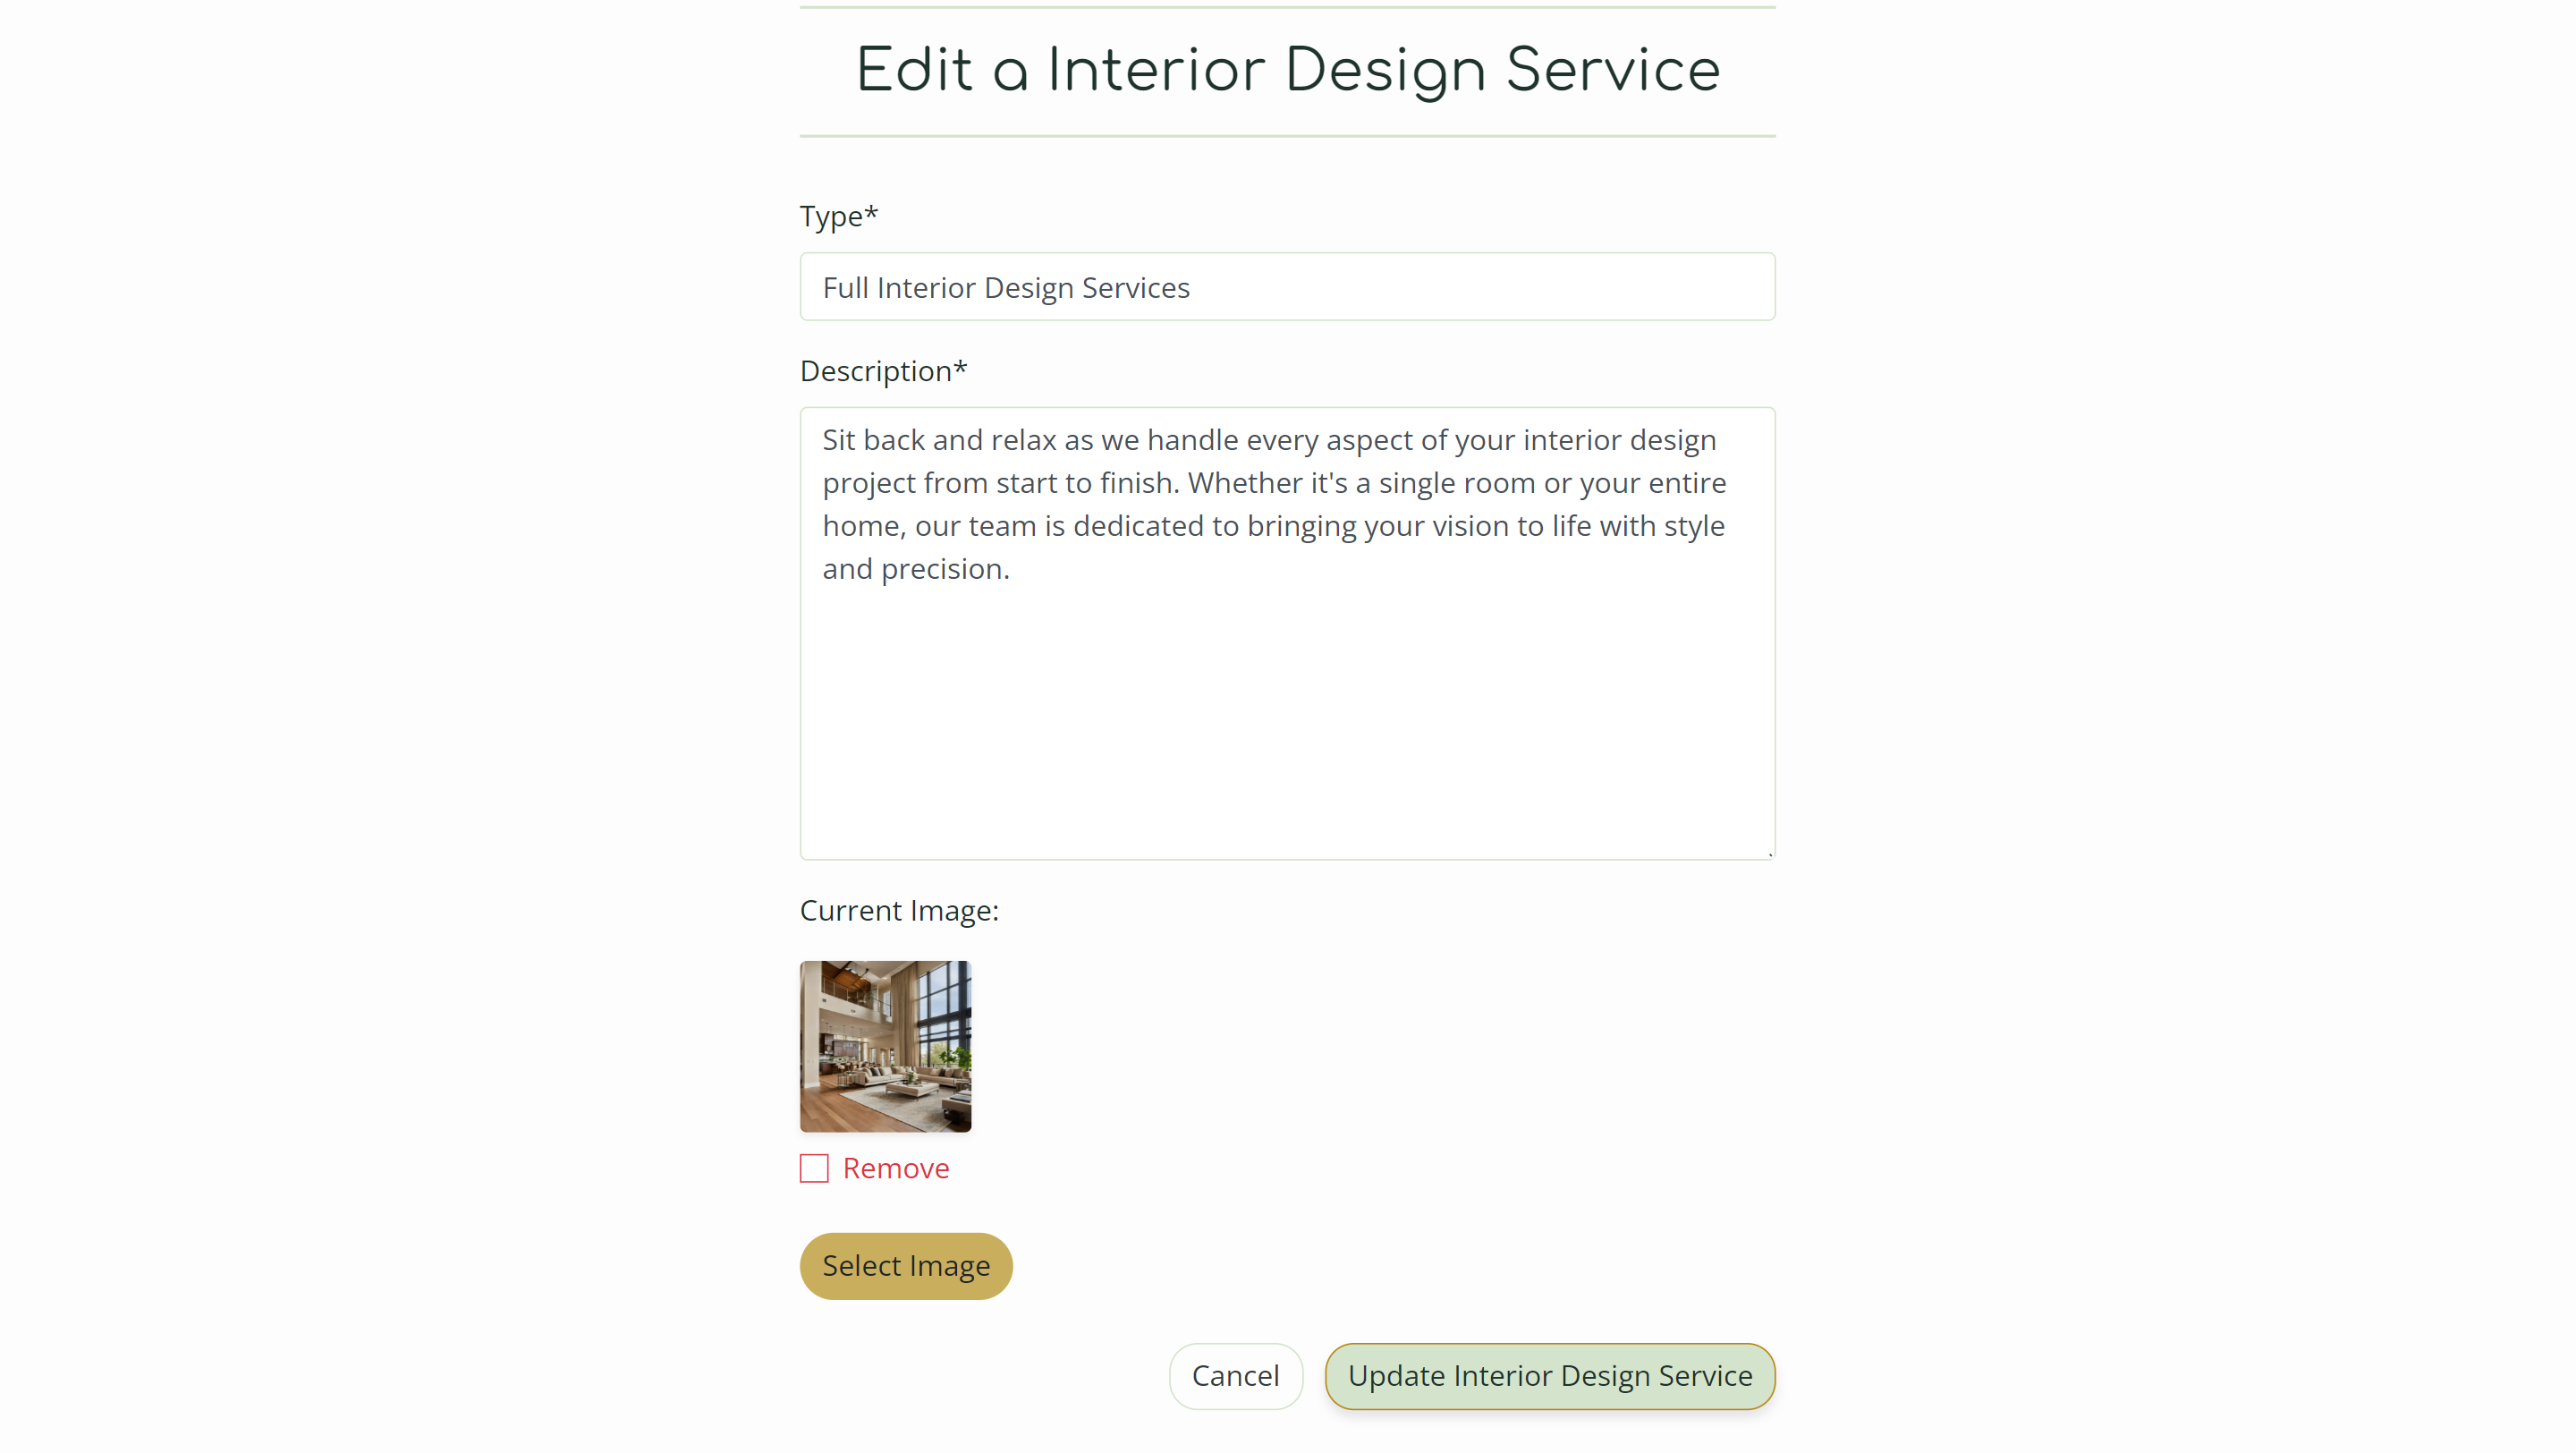 Edit a Interior Design Service
Type*
Full Interior Design Services
Description*
Sit back and relax as we handle every aspect of your interior design
project from start to finish. Whether it's a single room or your entire
home, our team is dedicated to bringing your vision to life with style
and precision.
Current Image:
Remove
Select Image
Cancel
Update Interior Design Service